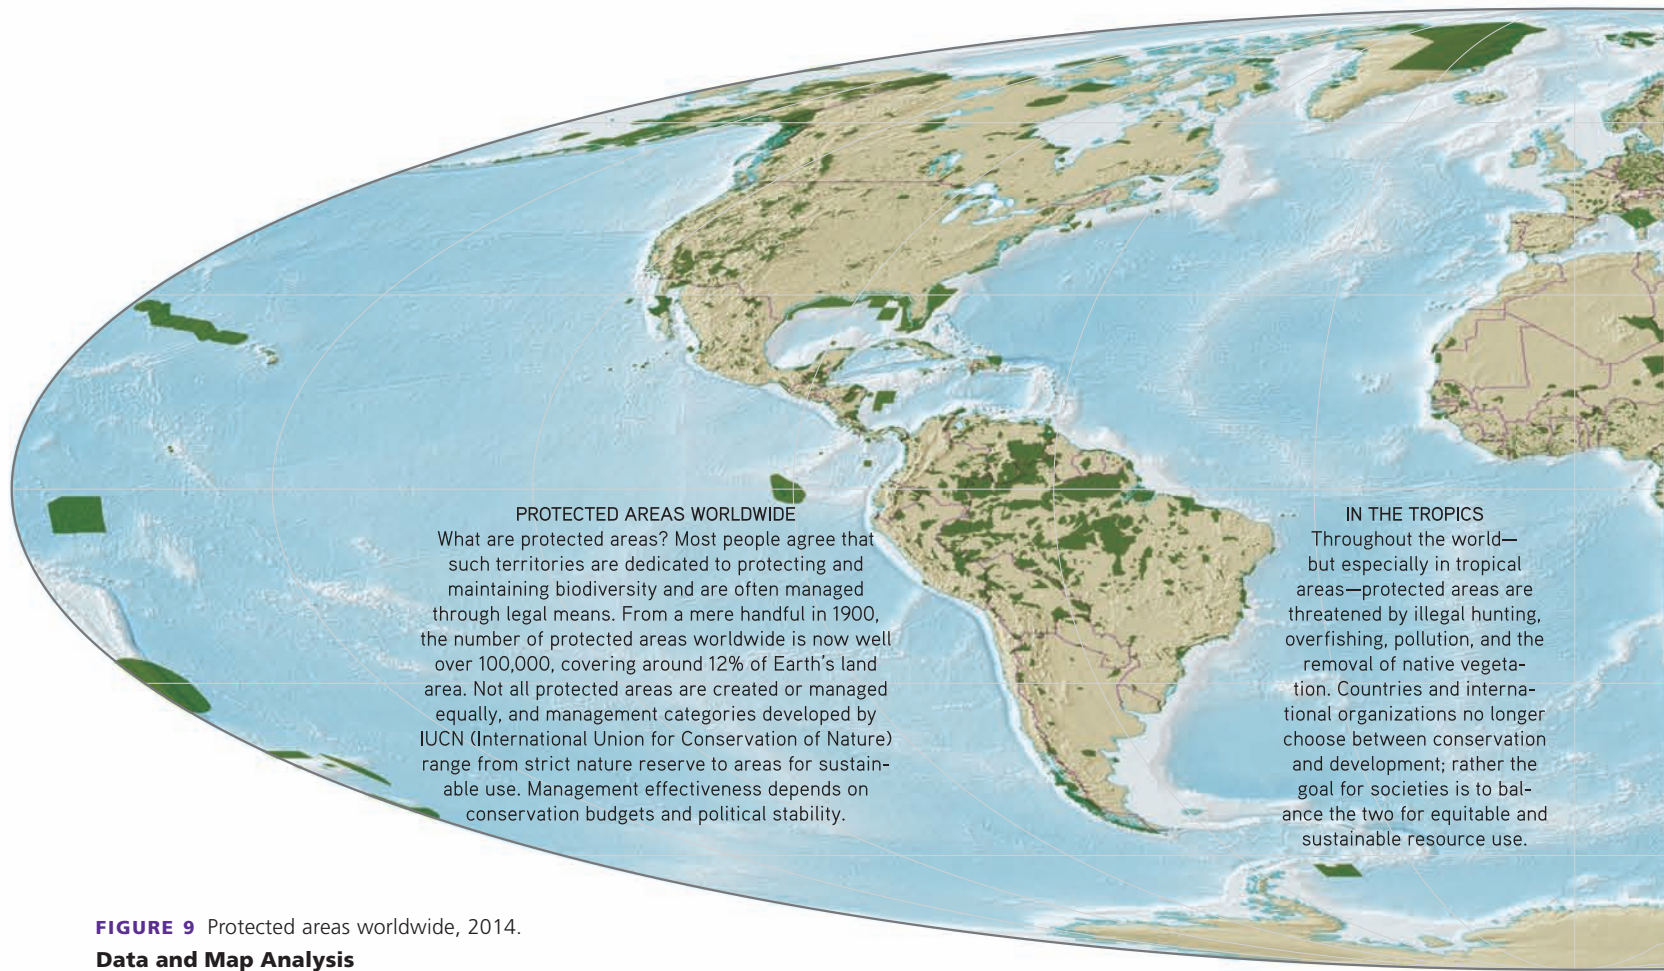 PROTECTED AREAS WORLDWIDE
What are protected areas? Most people agree that
such territories are dedicated to protecting and
maintaining biodiversity and are often managed
through legal means. From a mere handful in 1900,
the number of protected areas worldwide is now well
over 100,000, covering around 12% of Earth's land
area. Not all protected areas are created or managed
equally, and management categories developed by
IUCN (International Union for Conservation of Nature)
range from strict nature reserve to areas for sustain-
able use. Management effectiveness depends on
conservation budgets and political stability.
IN THE TROPICS
Throughout the world—
but especially in tropical
areas—protected areas are
threatened by illegal hunting,
overfishing, pollution, and the
removal of native vegeta-
tion. Countries and interna-
tional organizations no longer
choose between conservation
and development; rather the
goal for societies is to bal-
ance the two for equitable and
sustainable resource use.
FIGURE 9 Protected areas worldwide, 2014.
Data and Map Analysis